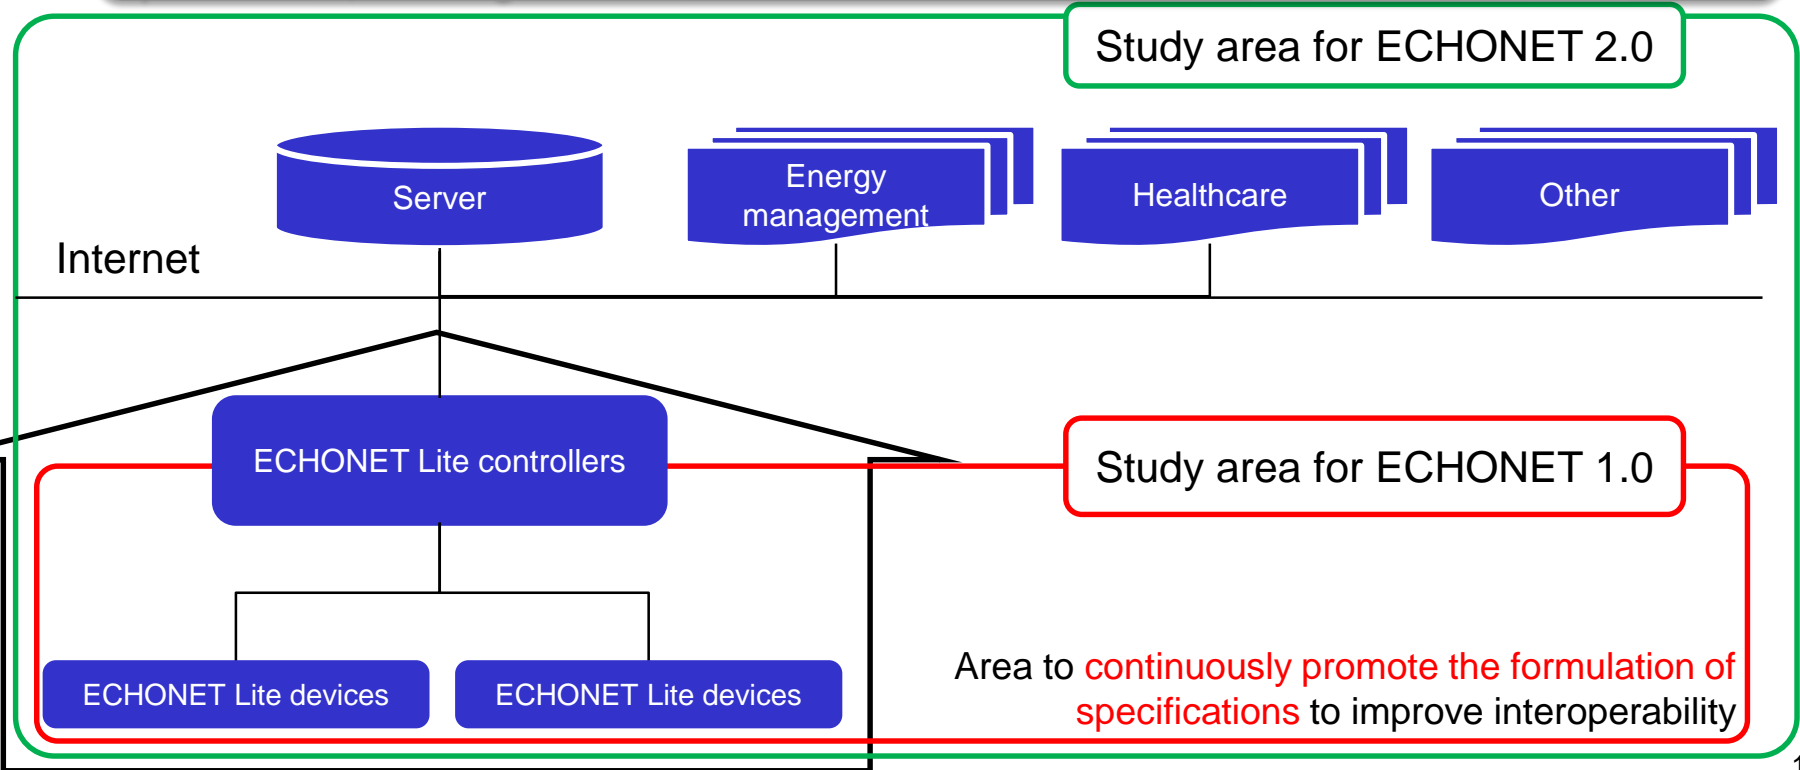 Study area for ECHONET 2.0
Server
Energy
management
Healthcare
Other
Internet
ECHONET Lite controllers
Study area for ECHONET 1.0
ECHONET Lite devices
ECHONET Lite devices
Area to continuously promote the formulation of
specifications to improve interoperability